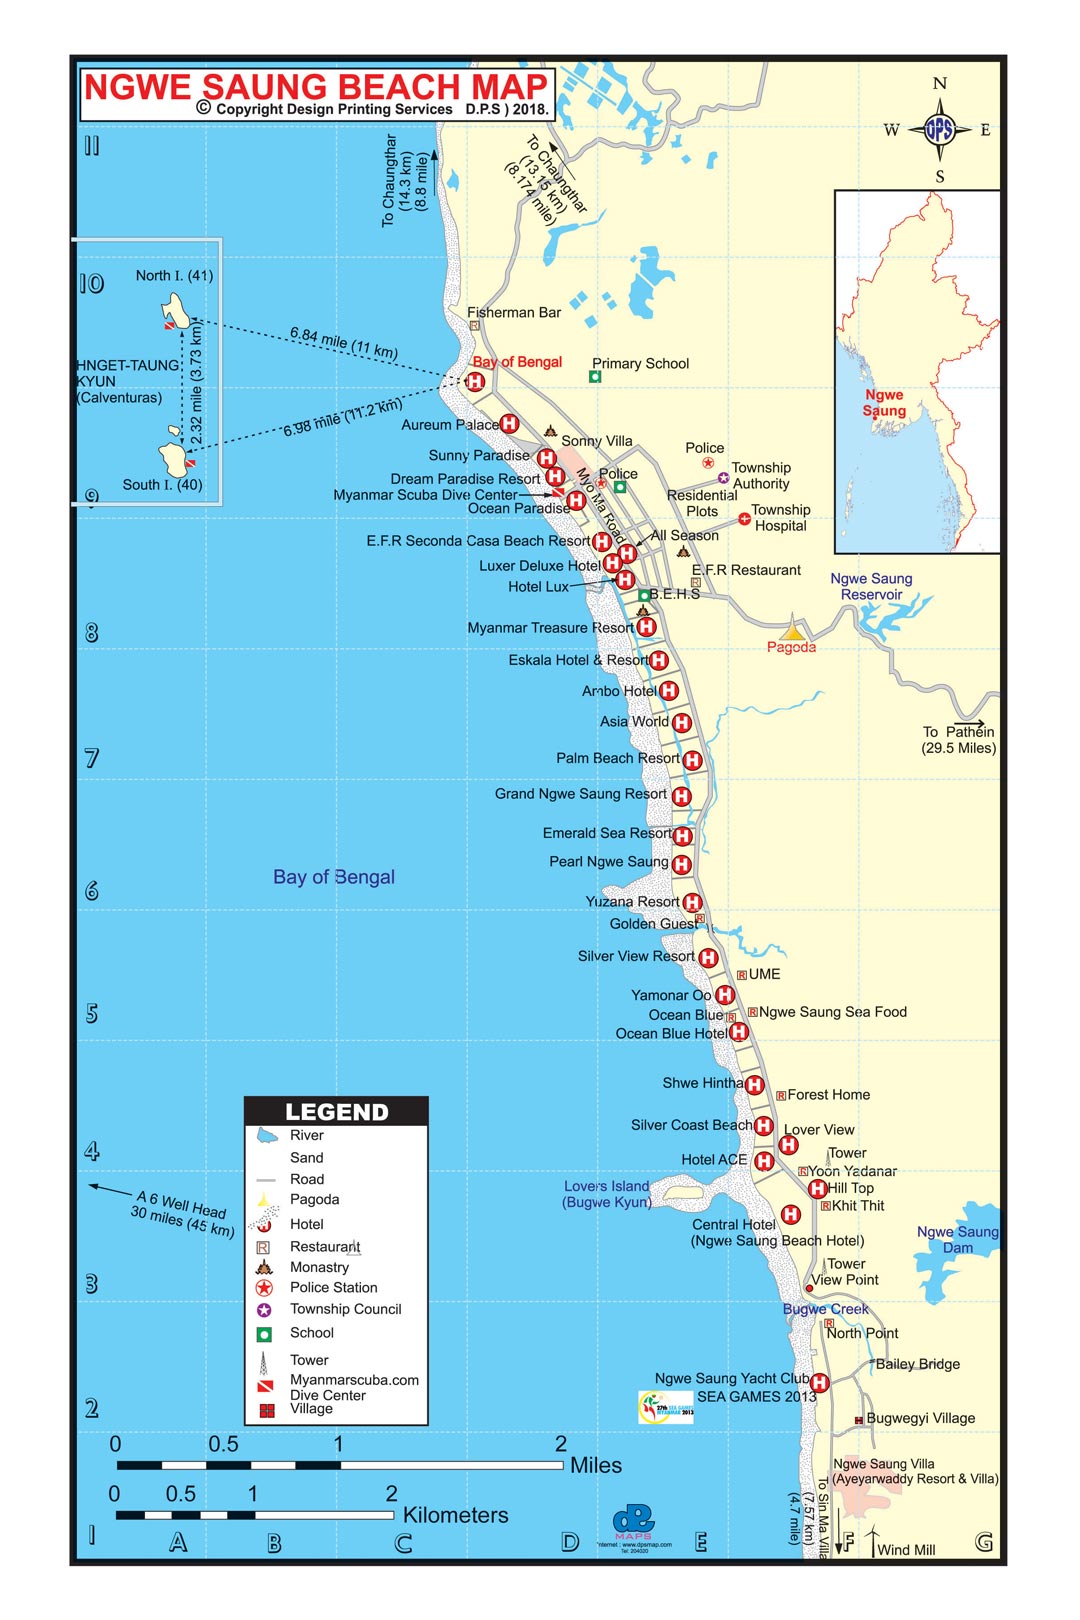 NGWE SAUNG BEACH MAP
© Copyright Design Printing Services D.P.S ) 2018.
N
W DPS E
S
11
To Chaungthar
(14.3 km)
(8.8 mile)
To Chaungthar
(13.15 km)
(8.174 mile)
10
North I. (41)
Fisherman Bar
6.84 mile (11 km)
Bay of Bengal
Primary School
HNGET-TAUNG
KYUN
(Calventuras)
2.32 mile (3.73 km)
6.98 mile (11.2 km)
Ngwe
Saung
Aureum Palace
Sonny Villa
Sunny Paradise
Police
Township
Authority
Dream Paradise Resort
Police
South I. (40)
9
Myanmar Scuba Dive Center
Residential
Plots
Ocean Paradise
Myo Ma Road
Township
Hospital
E.F.R Seconda Casa Beach Resort
All Season
Luxer Deluxe Hotel
E.F.R Restaurant
Hotel Lux
B.E.H.S
Ngwe Saung
Reservoir
8
Myanmar Treasure Resort
Pagoda
Eskala Hotel & Resort
Ambo Hotel
Asia World
To Pathein
(29.5 Miles)
7
Palm Beach Resort
Grand Ngwe Saung Resort
Emerald Sea Resort
Pearl Ngwe Saung
Bay of Bengal
6
Yuzana Resort
Golden Guest
Silver View Resort
UME
Yamonar Oo
5
Ocean Blue
Ngwe Saung Sea Food
Ocean Blue Hotel
Shwe Hintha
Forest Home
Silver Coast Beach
Lover View
4
Hotel ACE
Tower
Yoon Yadanar
Lovers Island
(Bugwe Kyun)
Hill Top
Khit Thit
A 6 Well Head
30 miles (45 km)
Central Hotel
(Ngwe Saung Beach Hotel)
Ngwe Saung
Dam
3
Tower
View Point
Bugwe Creek
North Point
Bailey Bridge
Ngwe Saung Yacht Club
SEA GAMES 2013
27th SEA GAMES
MYANMAR 2013
2
Bugwegyi Village
Ngwe Saung Villa
(Ayeyarwaddy Resort & Villa)
To Sin Ma Villa
(7.57 km)
(4.7 mile)
Wind Mill
LEGEND
River
Sand
Road
Pagoda
Hotel
Restaurant
Monastry
Police Station
Township Council
School
Tower
Myanmarscuba.com
Dive Center
Village
0 0.5 1 2
Miles
0 0.5 1 2
Kilometers
MAPS
Internet : www.dpsmap.com
Tel. 204020
1 A B C D E F G